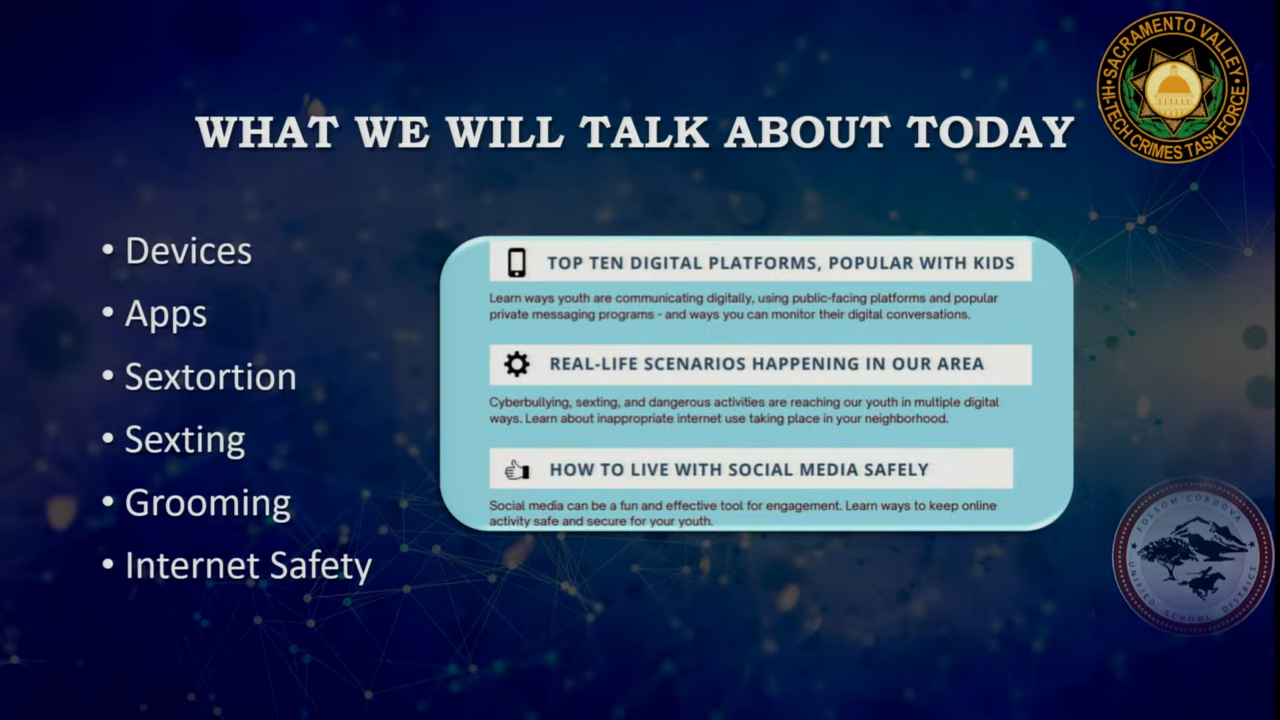 SACRAMENTO VALLEY
HI-TECH CRIMES TASK FORCE
WHAT WE WILL TALK ABOUT TODAY
• Devices
• Apps
• Sextortion
• Sexting
• Grooming
• Internet Safety
TOP TEN DIGITAL PLATFORMS, POPULAR WITH KIDS
Learn ways youth are communicating digitally, using public-facing platforms and popular
private messaging programs - and ways you can monitor their digital conversations.
REAL-LIFE SCENARIOS HAPPENING IN OUR AREA
Cyberbullying, sexting, and dangerous activities are reaching our youth in multiple digital
ways. Learn about inappropriate internet use taking place in your neighborhood.
HOW TO LIVE WITH SOCIAL MEDIA SAFELY
Social media can be a fun and effective tool for engagement. Learn ways to keep online
activity safe and secure for your youth.
FOLSOM CORDOVA
UNIFIED SCHOOL DISTRICT